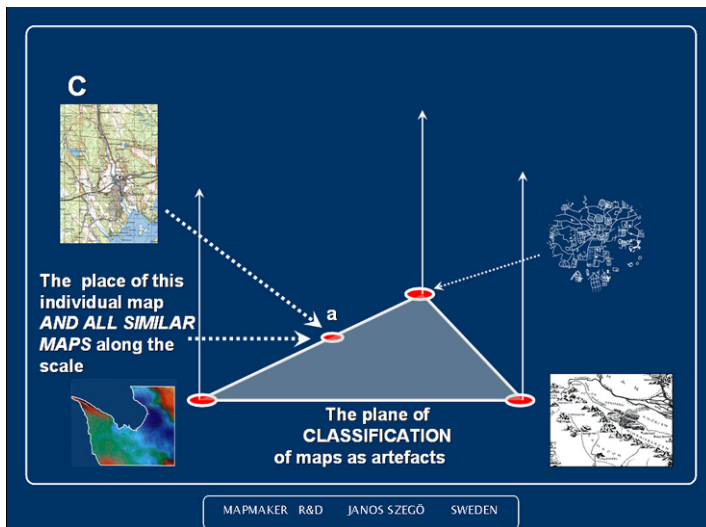 C
The place of this
individual map
AND ALL SIMILAR
MAPS along the
scale
a
The plane of
CLASSIFICATION
of maps as artefacts
MAPMAKER R&D JANOS SZEGÖ SWEDEN